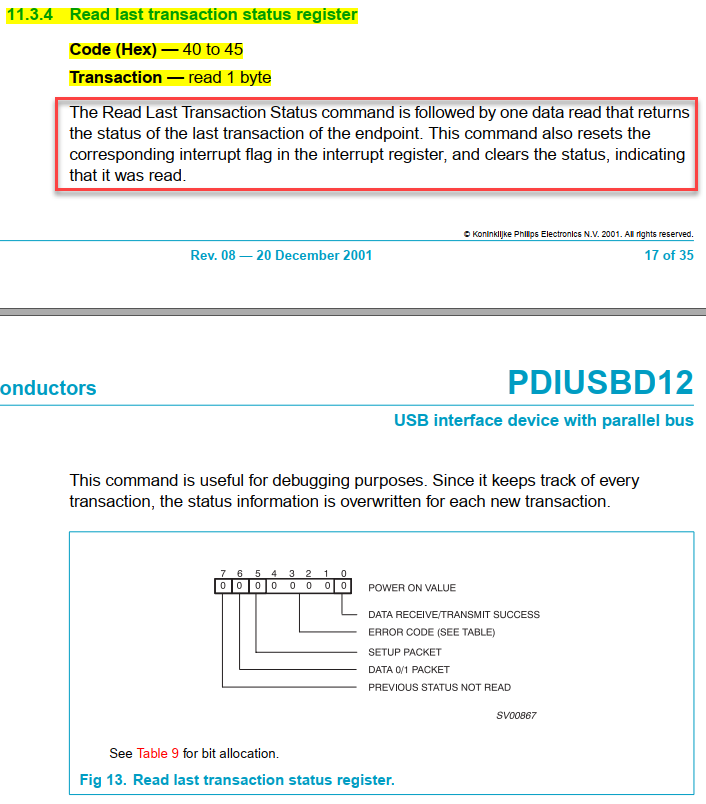 11.3.4 Read last transaction status register
Code (Hex) — 40 to 45
Transaction — read 1 byte
The Read Last Transaction Status command is followed by one data read that returns
the status of the last transaction of the endpoint. This command also resets the
corresponding interrupt flag in the interrupt register, and clears the status, indicating
that it was read.
© Koninklijke Philips Electronics N.V. 2001. All rights reserved.
Rev. 08 — 20 December 2001 17 of 35
onductors PDIUSBD12
USB interface device with parallel bus
This command is useful for debugging purposes. Since it keeps track of every
transaction, the status information is overwritten for each new transaction.
7 6 5 4 3 2 1 0
0 0 0 0 0 0 0 0 POWER ON VALUE
DATA RECEIVE/TRANSMIT SUCCESS
ERROR CODE (SEE TABLE)
SETUP PACKET
DATA 0/1 PACKET
PREVIOUS STATUS NOT READ
SV00867
See Table 9 for bit allocation.
Fig 13. Read last transaction status register.